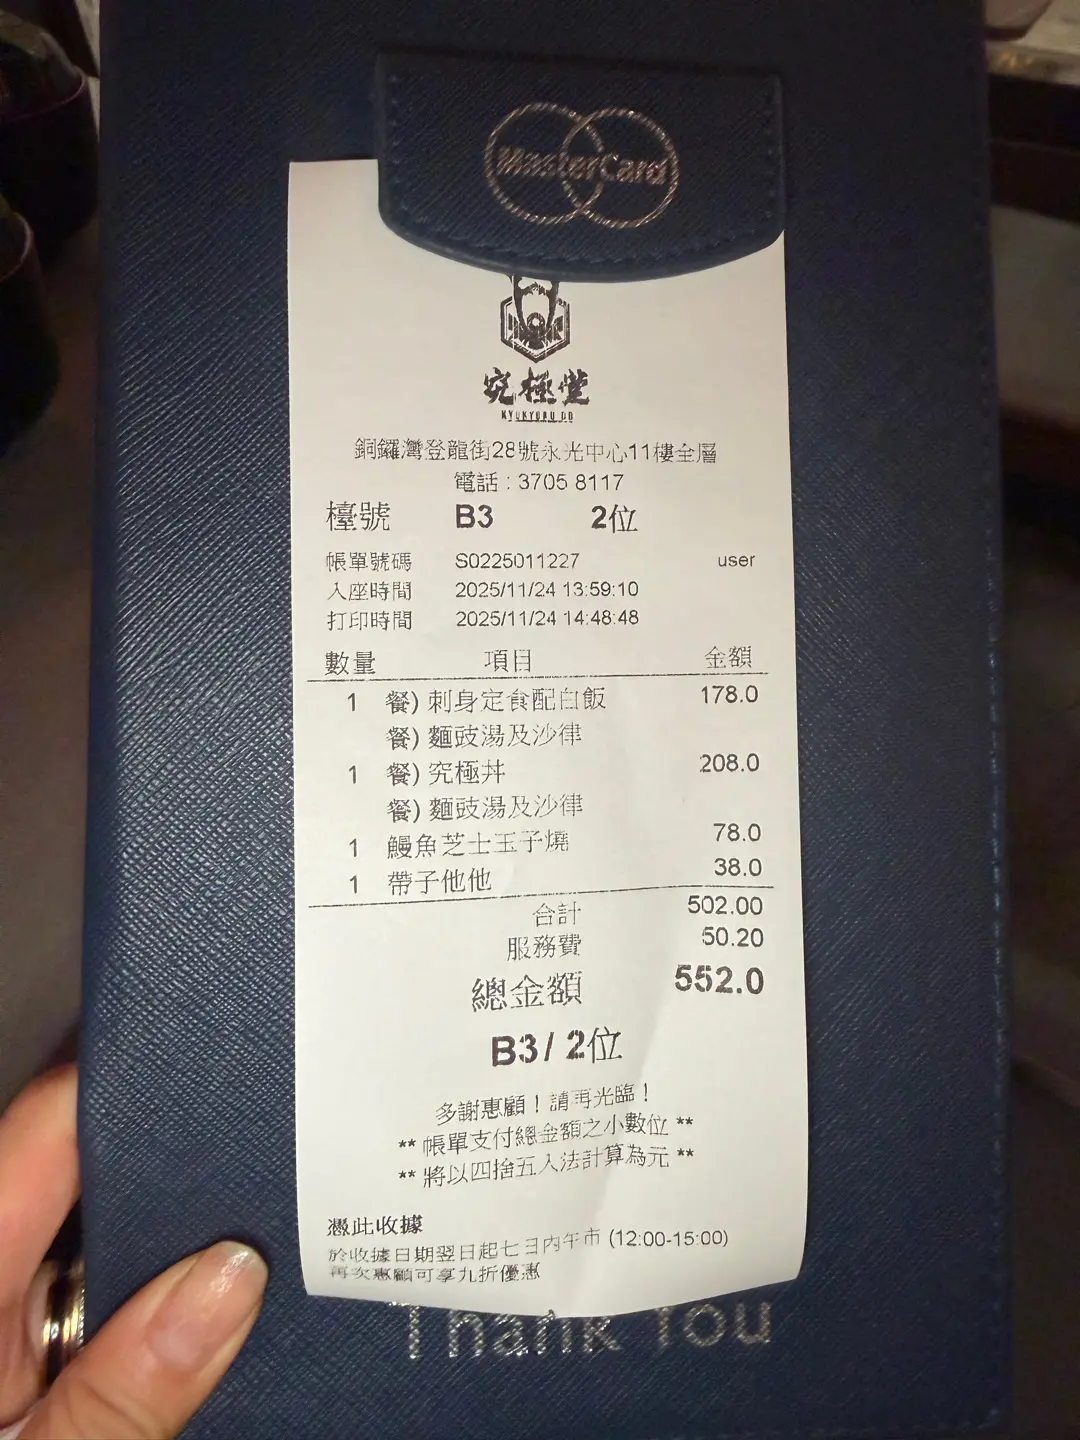 MasterCard
究極堂
KYUKYOKU DO
銅鑼灣登龍街28號永光中心11樓全層
電話 : 3705 8117
檯號 B3 2位
帳單號碼 S0225011227 user
入座時間 2025/11/24 13:59:10
打印時間 2025/11/24 14:48:48
數量 項目 金額
1 餐) 刺身定食配白飯 178.0
餐) 麵豉湯及沙律
1 餐) 究極丼 208.0
餐) 麵豉湯及沙律
1 鰻魚芝士玉子燒 78.0
1 帶子他他 38.0
合計 502.00
服務費 50.20
總金額 552.0
B3 / 2位
多謝惠顧！請再光臨！
** 帳單支付總金額之小數位 **
** 將以四捨五入法計算為元 **
憑此收據
於收據日期翌日起七日內午市 (12:00-15:00)
再次惠顧可享九折優惠
Thank You